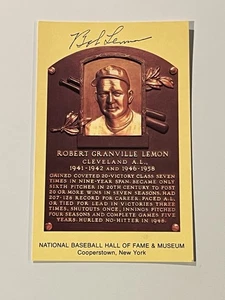 Bob Lemon
ROBERT GRANVILLE LEMON
CLEVELAND A.L.,
1941-1942 AND 1946-1958
GAINED COVETED 20-VICTORY CLASS SEVEN
TIMES IN NINE-YEAR SPAN. BECAME ONLY
SIXTH PITCHER IN 20TH CENTURY TO POST
20 OR MORE WINS IN SEVEN SEASONS. HAD
207-128 RECORD FOR CAREER. PACED A.L.
OR TIED FOR LEAD IN VICTORIES THREE
TIMES, SHUTOUTS ONCE, INNINGS PITCHED
FOUR SEASONS AND COMPLETE GAMES FIVE
YEARS. HURLED NO-HITTER IN 1948.
NATIONAL BASEBALL HALL OF FAME & MUSEUM
Cooperstown, New York